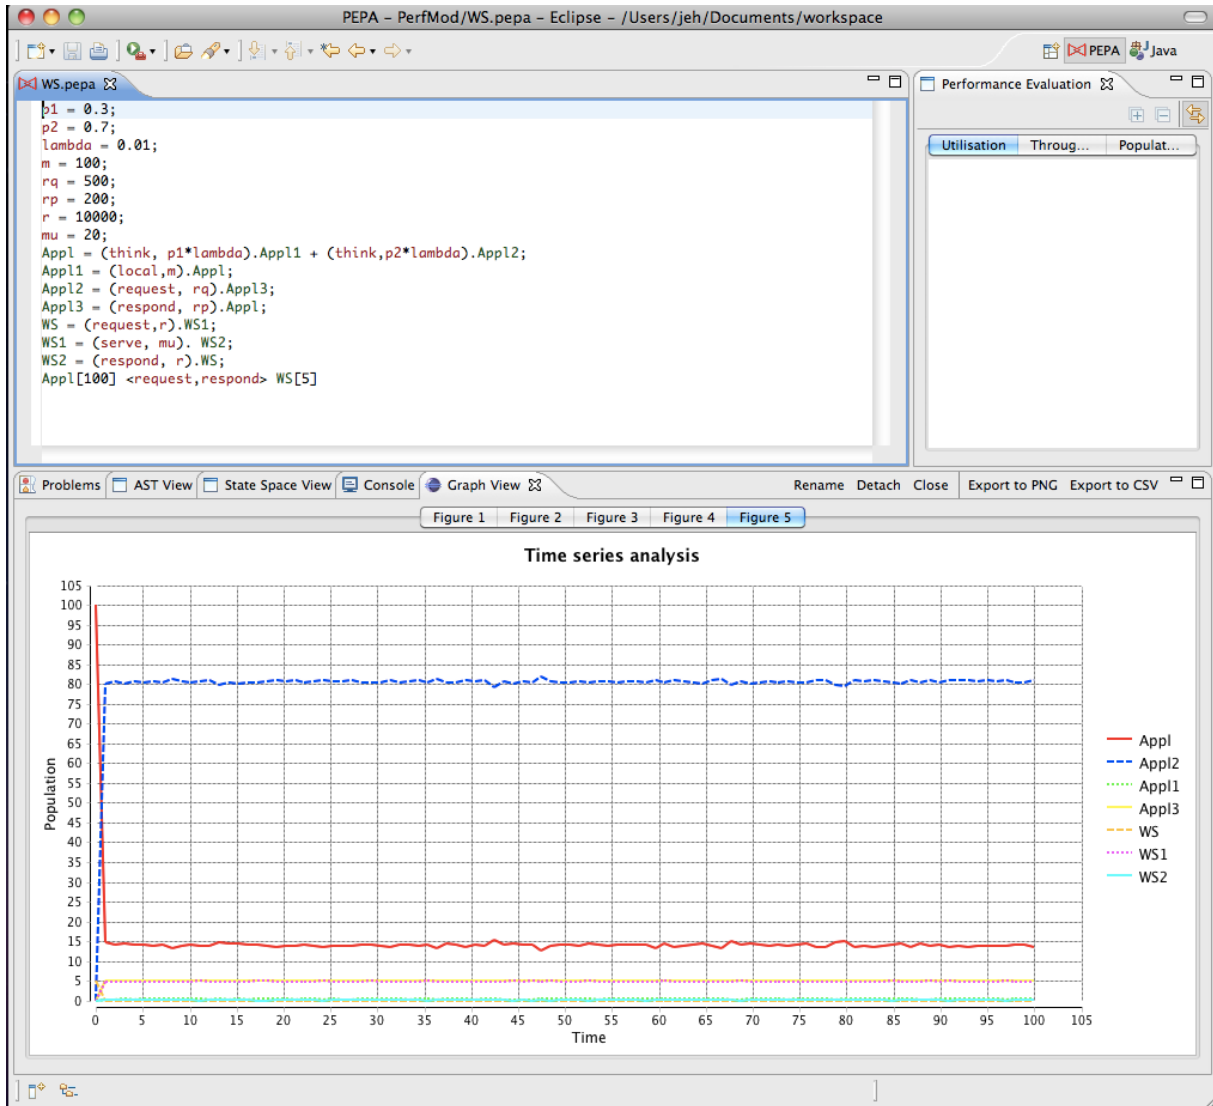 PEPA - PerfMod/WS.pepa - Eclipse - /Users/jeh/Documents/workspace
PEPA Java
WS.pepa
Performance Evaluation
p1 = 0.3;
p2 = 0.7;
lambda = 0.01;
m = 100;
rq = 500;
rp = 200;
r = 10000;
mu = 20;
Appl = (think, p1*lambda).Appl1 + (think,p2*lambda).Appl2;
Appl1 = (local,m).Appl;
Appl2 = (request, rq).Appl3;
Appl3 = (respond, rp).Appl;
WS = (request,r).WS1;
WS1 = (serve, mu). WS2;
WS2 = (respond, r).WS;
Appl[100] <request,respond> WS[5]
Utilisation Throug... Populat...
Problems AST View State Space View Console Graph View Rename Detach Close Export to PNG Export to CSV
Figure 1 Figure 2 Figure 3 Figure 4 Figure 5
Time series analysis
105
100
95
90
85
80
75
70
65
60
55
50
45
40
35
30
25
20
15
10
5
0
Population
0 5 10 15 20 25 30 35 40 45 50 55 60 65 70 75 80 85 90 95 100 105
Time
Appl
Appl2
Appl1
Appl3
WS
WS1
WS2